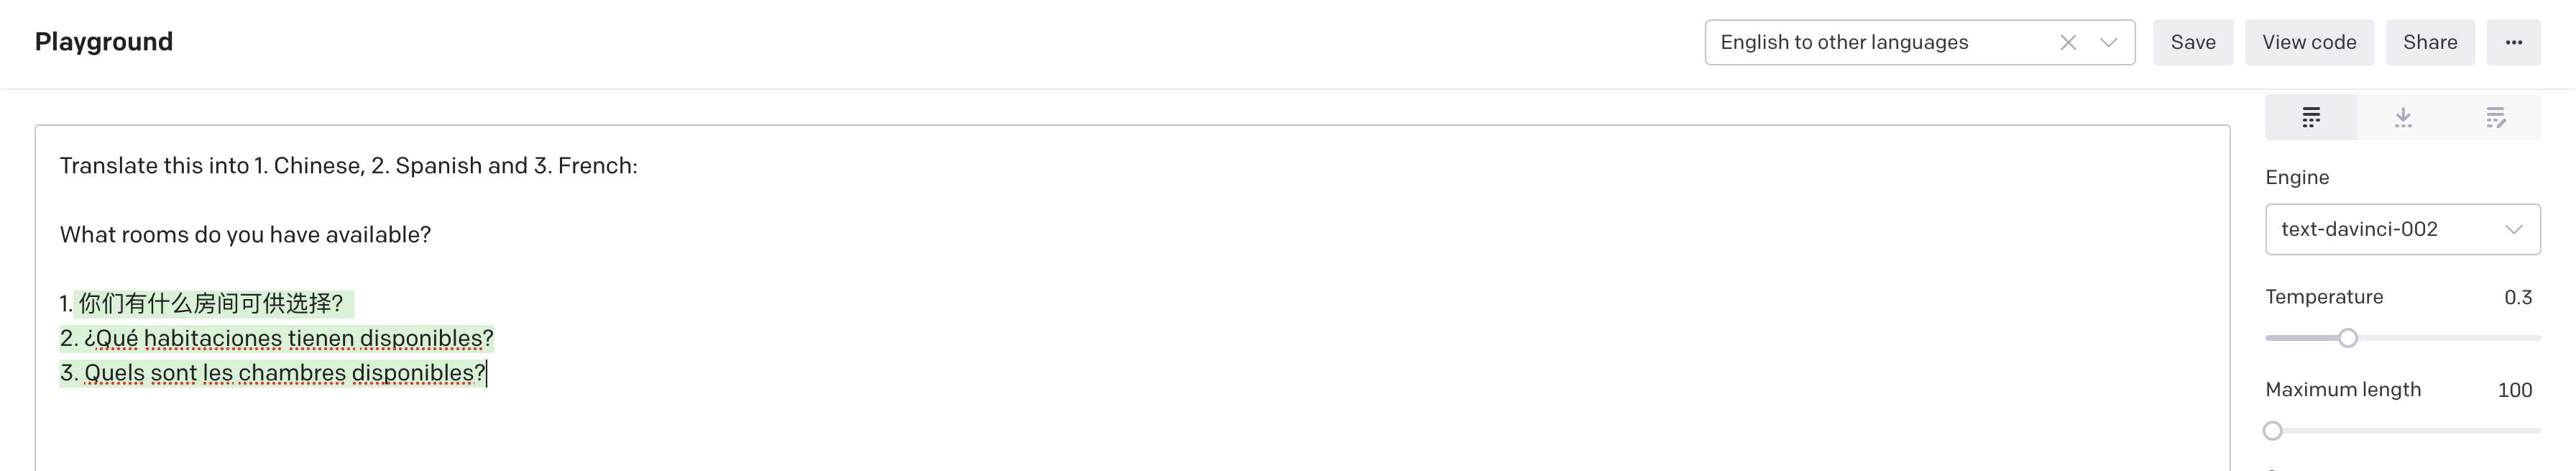 Playground
English to other languages
Save
View code
Share
Translate this into 1. Chinese, 2. Spanish and 3. French:
What rooms do you have available?
1. 你们有什么房间可供选择?
2. ¿Qué habitaciones tienen disponibles?
3. Quels sont les chambres disponibles?
Engine
text-davinci-002
Temperature 0.3
Maximum length 100